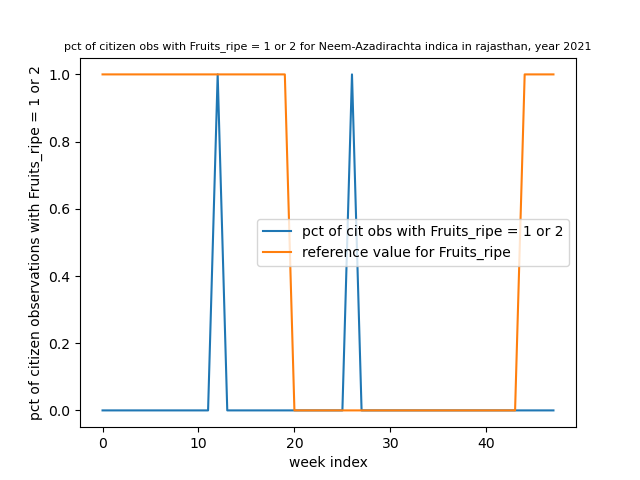 pct of citizen obs with Fruits_ripe = 1 or 2 for Neem-Azadirachta indica in rajasthan, year 2021
pct of citizen observations with Fruits_ripe = 1 or 2
1.0
0.8
0.6
0.4
0.2
0.0
pct of cit obs with Fruits_ripe = 1 or 2
reference value for Fruits_ripe
0
10
20
30
40
week index